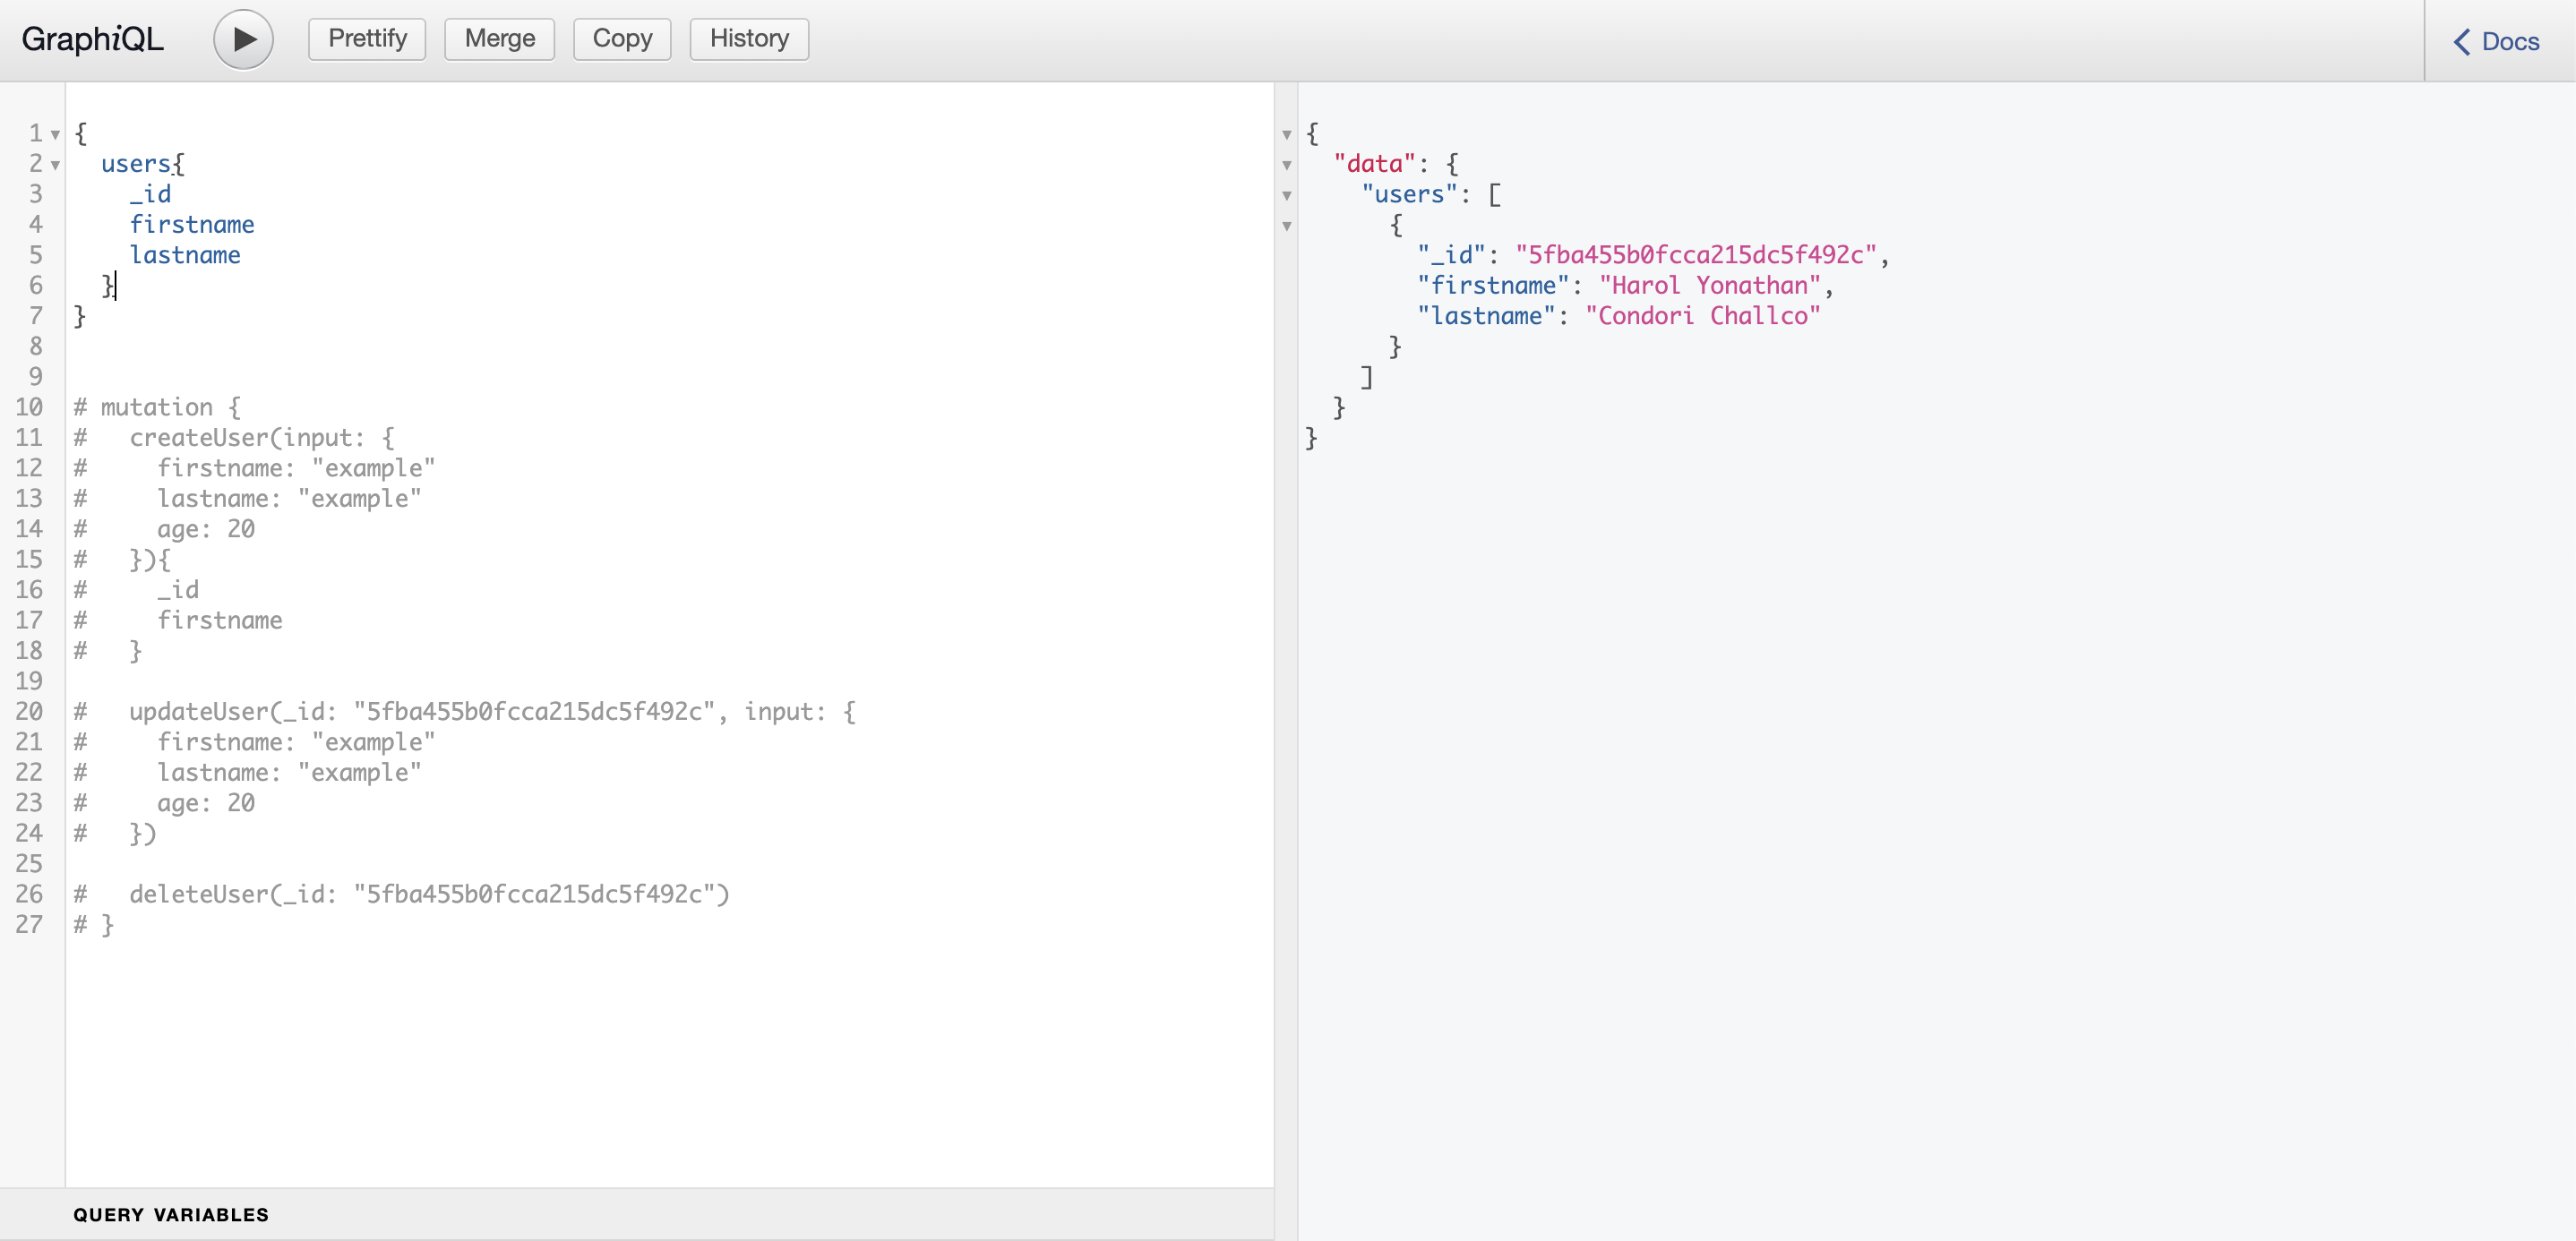 GraphiQL Prettify Merge Copy History Docs
1 {
2   users{
3     _id
4     firstname
5     lastname
6   }
7 }
8
9
10 # mutation {
11 #   createUser(input: {
12 #     firstname: "example"
13 #     lastname: "example"
14 #     age: 20
15 #   }){
16 #     _id
17 #     firstname
18 #   }
19
20 #   updateUser(_id: "5fba455b0fcca215dc5f492c", input: {
21 #     firstname: "example"
22 #     lastname: "example"
23 #     age: 20
24 #   })
25
26 #   deleteUser(_id: "5fba455b0fcca215dc5f492c")
27 # }
QUERY VARIABLES
{
  "data": {
    "users": [
      {
        "_id": "5fba455b0fcca215dc5f492c",
        "firstname": "Harol Yonathan",
        "lastname": "Condori Challco"
      }
    ]
  }
}